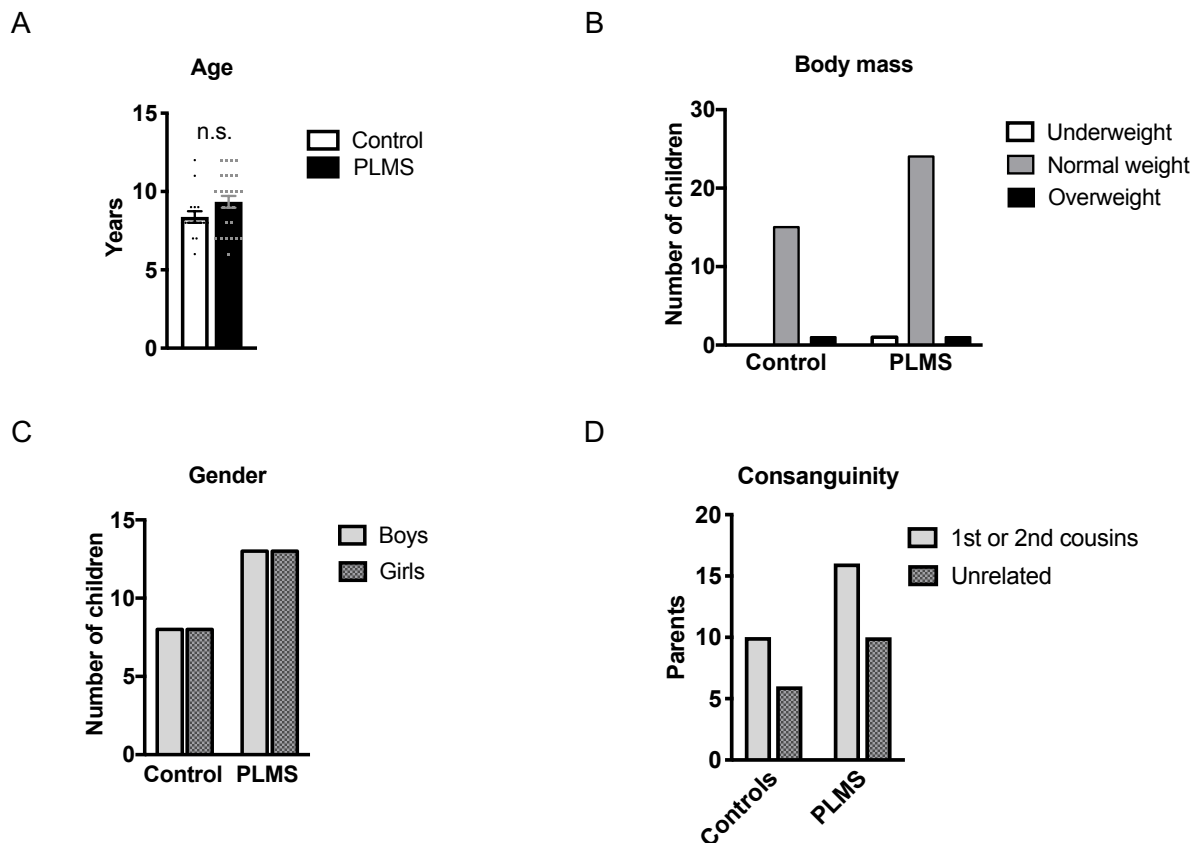 A
Age
15
10
5
0
Years
n.s.
Control
PLMS
B
Body mass
30
20
10
0
Number of children
Control
PLMS
Underweight
Normal weight
Overweight
C
Gender
15
10
5
0
Number of children
Control
PLMS
Boys
Girls
D
Consanguinity
20
15
10
5
0
Parents
Controls
PLMS
1st or 2nd cousins
Unrelated